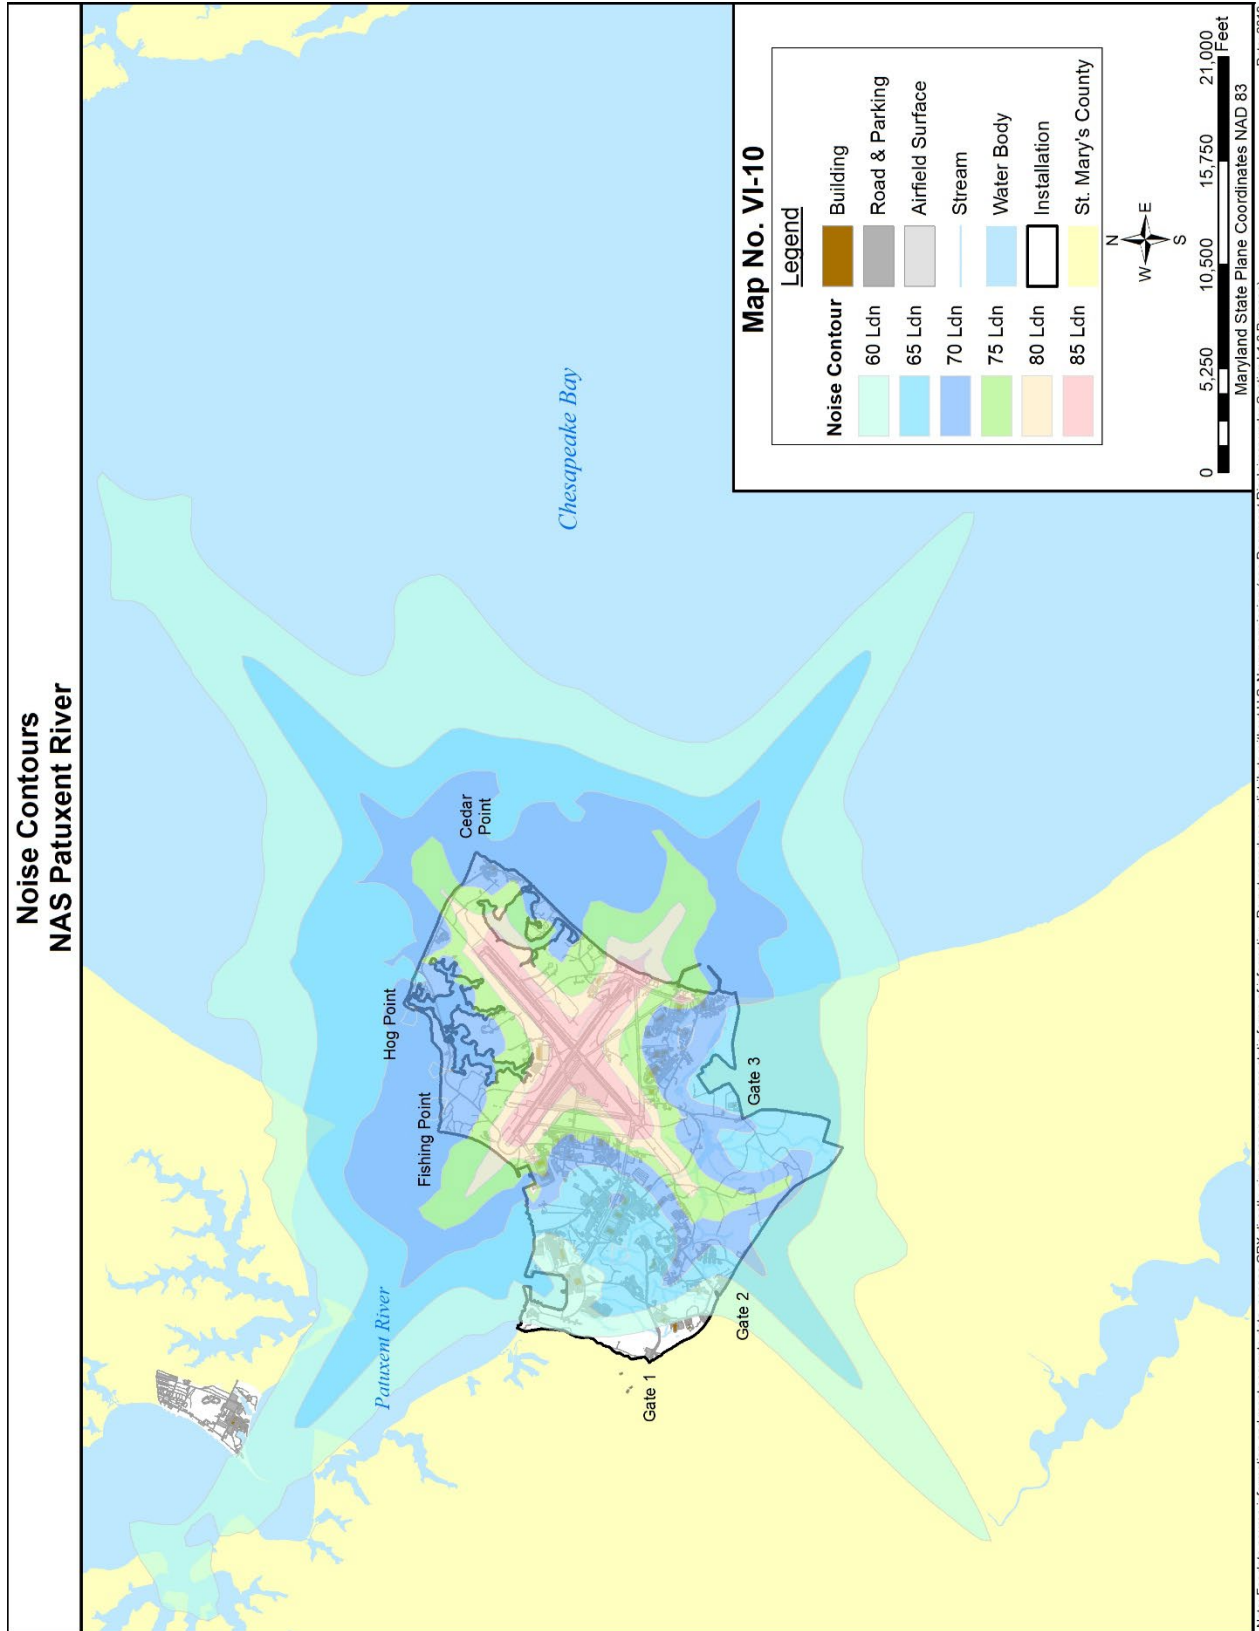 Noise Contours
NAS Patuxent River
Chesapeake Bay
Patuxent River
Cedar
Point
Hog Point
Fishing Point
Gate 3
Gate 2
Gate 1
Map No. VI-10
Legend
Noise Contour
60 Ldn
65 Ldn
70 Ldn
75 Ldn
80 Ldn
85 Ldn
Building
Road & Parking
Airfield Surface
Stream
Water Body
Installation
St. Mary's County
N
W
E
S
0 5,250 10,500 15,750 21,000
Feet
Maryland State Plane Coordinates NAD 83